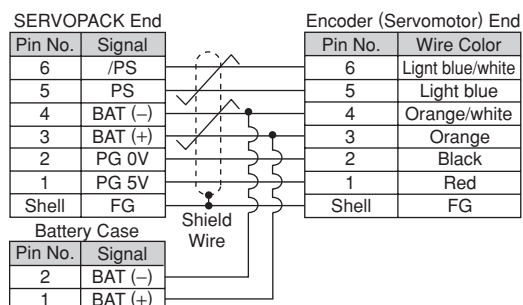 SERVOPACK End
Encoder (Servomotor) End
Pin No. Signal
Pin No. Wire Color
6 /PS
6 Lignt blue/white
5 PS
5 Light blue
4 BAT (−)
4 Orange/white
3 BAT (+)
3 Orange
2 PG 0V
2 Black
1 PG 5V
1 Red
Shell FG
Shell FG
Shield
Wire
Battery Case
Pin No. Signal
2 BAT (−)
1 BAT (+)